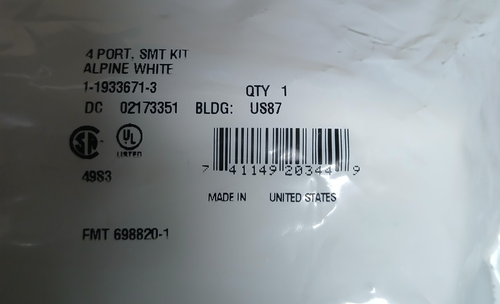 4 PORT, SMT KIT
ALPINE WHITE
1-1933671-3 QTY 1
DC 02173351 BLDG: US87
SA UL
LISTED
4983
7 41149 20344 9
MADE IN UNITED STATES
FMT 698820-1